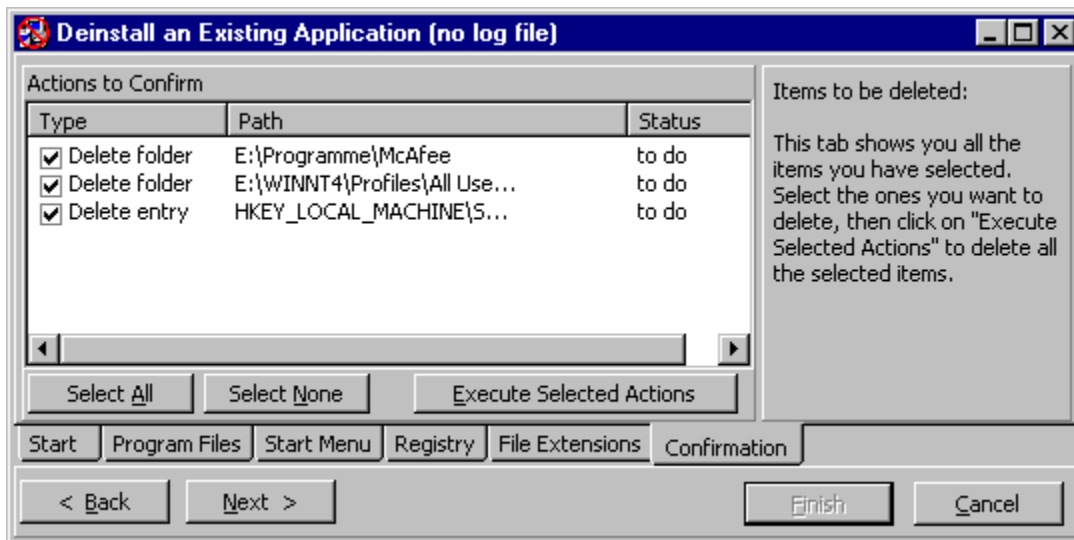 Deinstall an Existing Application (no log file)
Actions to Confirm
Type Path Status
Delete folder E:\Programme\McAfee to do
Delete folder E:\WINNT4\Profiles\All Use... to do
Delete entry HKEY_LOCAL_MACHINE\S... to do
Select All Select None Execute Selected Actions
Items to be deleted:
This tab shows you all the
items you have selected.
Select the ones you want to
delete, then click on "Execute
Selected Actions" to delete all
the selected items.
Start Program Files Start Menu Registry File Extensions Confirmation
< Back Next > Finish Cancel